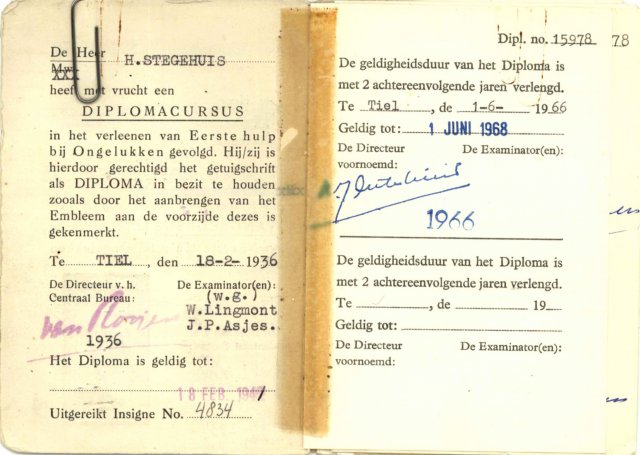 De Heer
Mw.
XXX
H.STEGEHUIS
heeft met vrucht een
DIPLOMACURSUS
in het verleenen van Eerste hulp
bij Ongelukken gevolgd. Hij/zij is
hierdoor gerechtigd het getuigschrift
als DIPLOMA in bezit te houden
zooals door het aanbrengen van het
Embleem aan de voorzijde dezes is
gekenmerkt.
Te TIEL, den 18-2-1936
De Directeur v. h. De Examinator(en):
Centraal Bureau: (w.g.)
W.Lingmont
J.P.Asjes.
1936
Het Diploma is geldig tot:
18 FEB. 194
Uitgereikt Insigne No. 4834
Dipl. no. 15978
78
De geldigheidsduur van het Diploma is
met 2 achtereenvolgende jaren verlengd.
Te Tiel, de 1-6- 1966
Geldig tot: 1 JUNI 1968
De Directeur De Examinator(en):
voornoemd:
1966
De geldigheidsduur van het Diploma is
met 2 achtereenvolgende jaren verlengd.
Te , de 19
Geldig tot:
De Directeur De Examinator(en):
voornoemd: